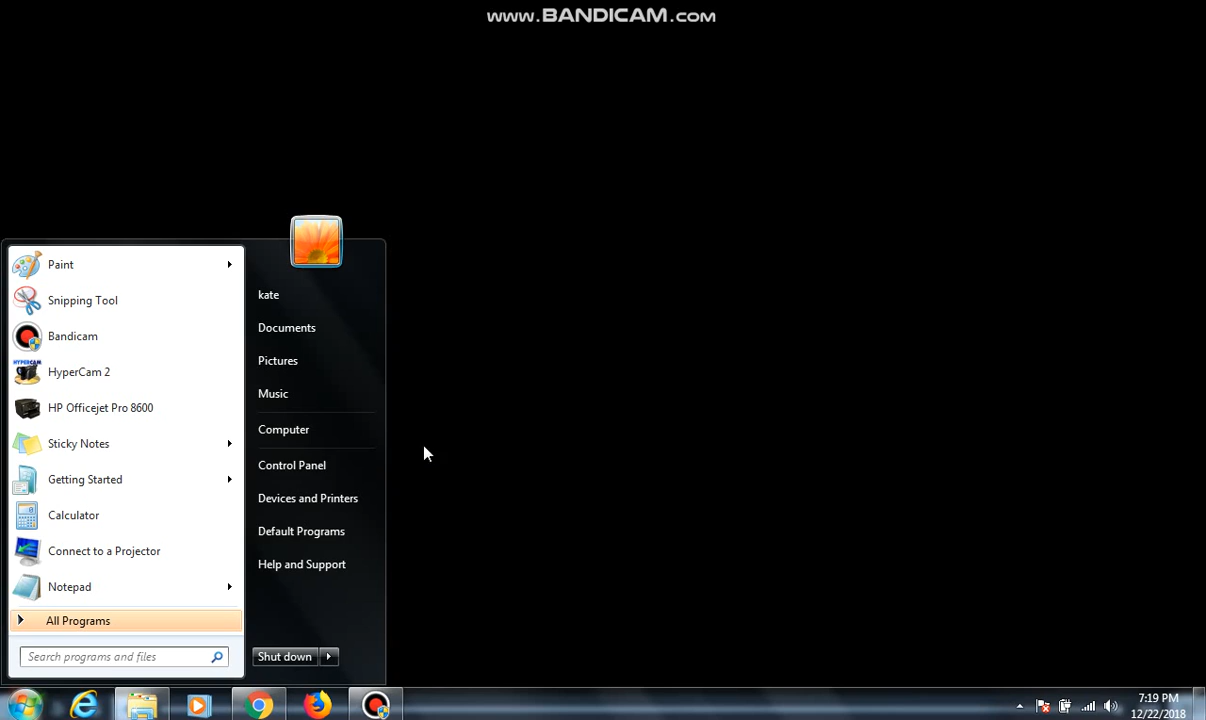 www.BANDICAM.com
Paint
Snipping Tool
Bandicam
HYPERCAM
HyperCam 2
HP Officejet Pro 8600
Sticky Notes
Getting Started
Calculator
Connect to a Projector
Notepad
All Programs
Search programs and files
kate
Documents
Pictures
Music
Computer
Control Panel
Devices and Printers
Default Programs
Help and Support
Shut down
7:19 PM
12/22/2018